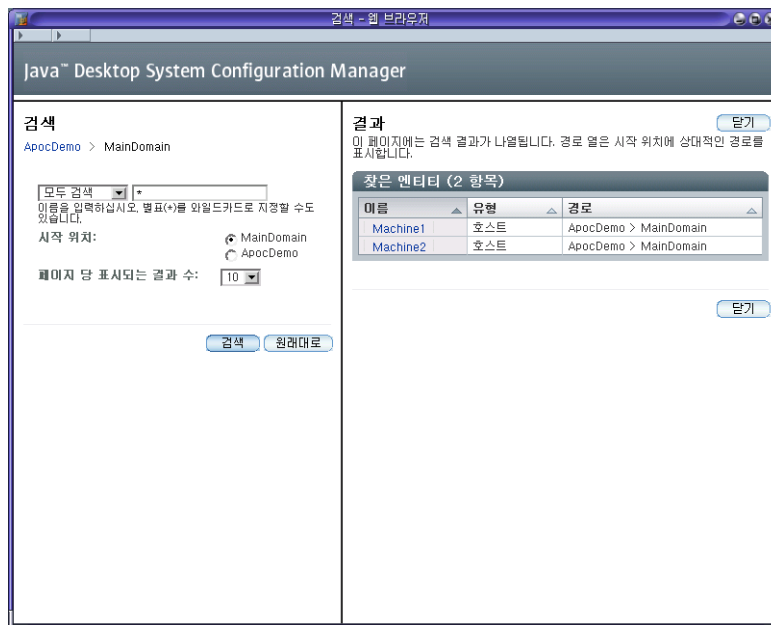 검색 - 웹 브라우저
Java™ Desktop System Configuration Manager
검색
ApocDemo > MainDomain
모두 검색 *
이름을 입력하십시오, 별표(*)를 와일드카드로 지정할 수도
있습니다.
시작 위치: MainDomain
ApocDemo
페이지 당 표시되는 결과 수: 10
검색 원래대로
결과 닫기
이 페이지에는 검색 결과가 나열됩니다. 경로 열은 시작 위치에 상대적인 경로를
표시합니다.
찾은 엔티티 (2 항목)
이름 유형 경로
Machine1 호스트 ApocDemo > MainDomain
Machine2 호스트 ApocDemo > MainDomain
닫기